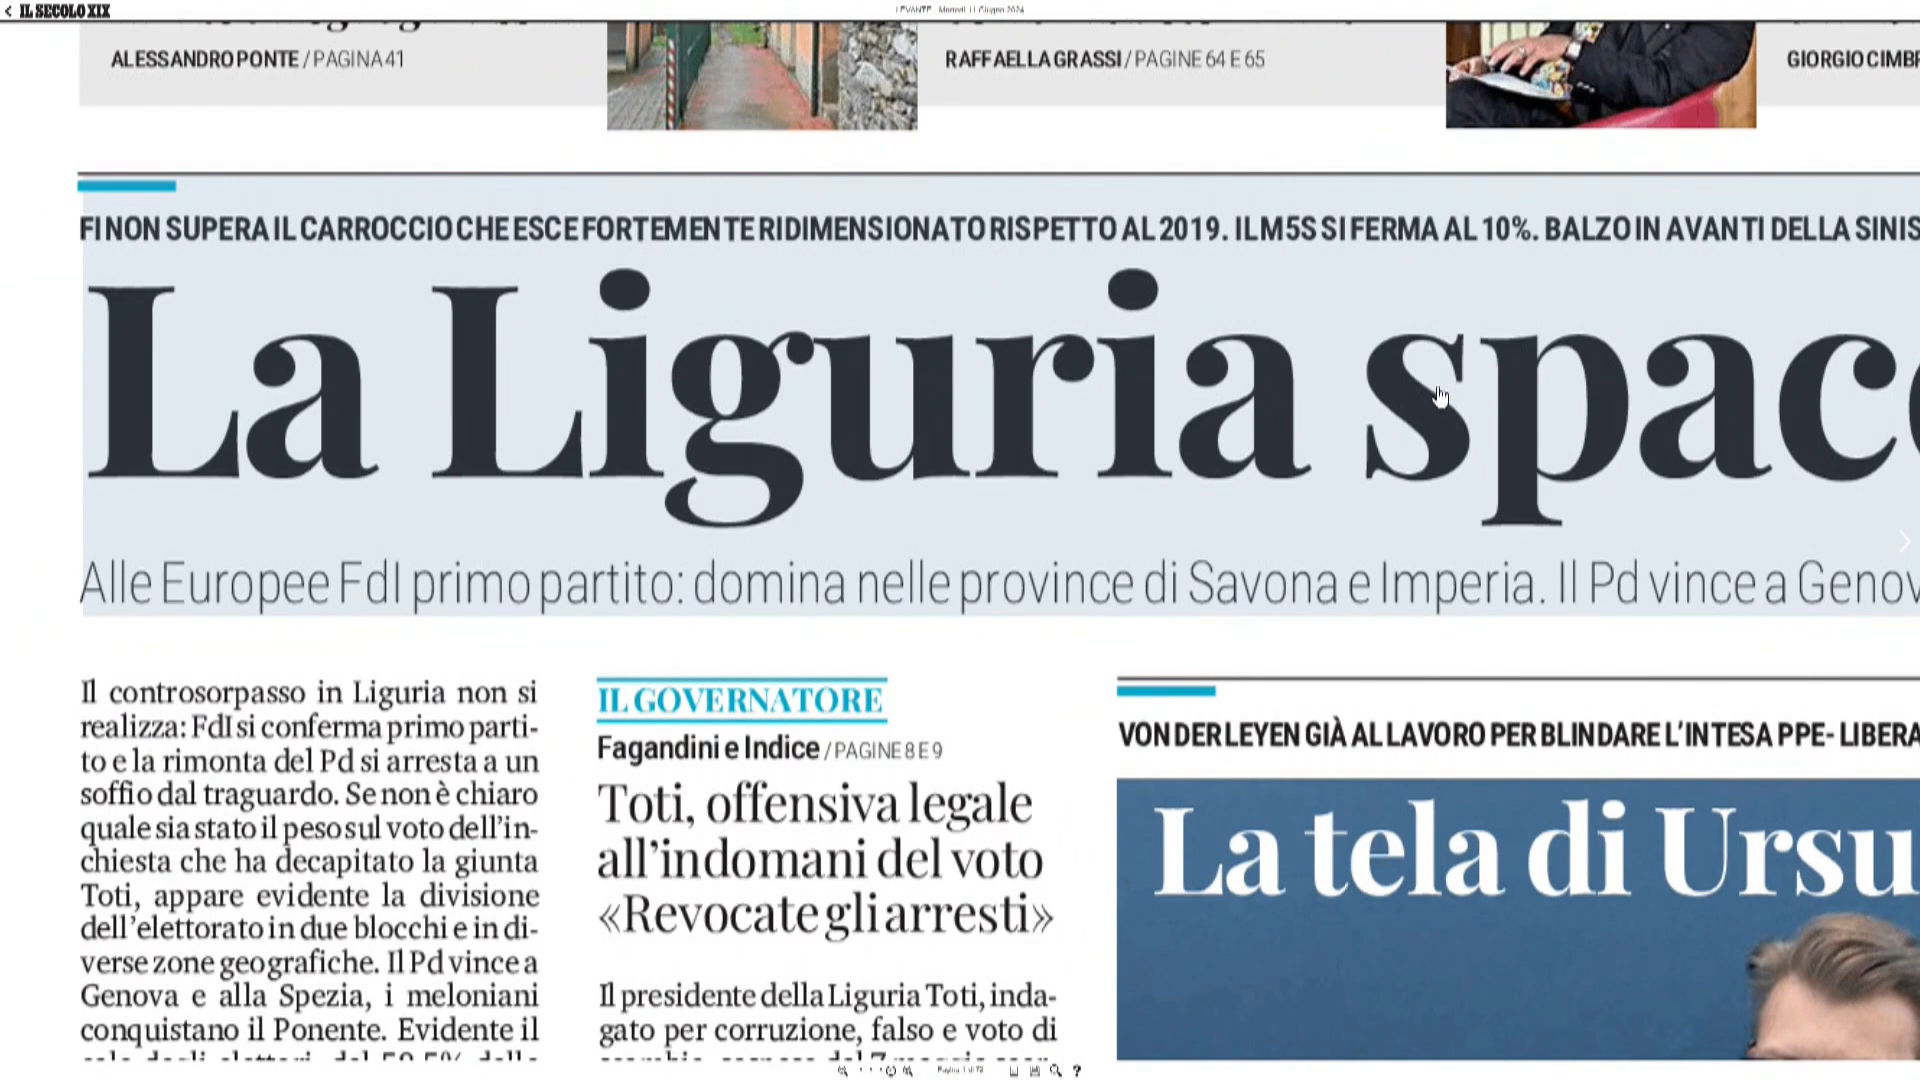 IL SECOLO XIX
LEVANTE - Martedì 11 Giugno 2024
ALESSANDRO PONTE / PAGINA 41
RAFFAELLA GRASSI / PAGINE 64 E 65
GIORGIO CIMB
FI NON SUPERA IL CARROCCIO CHE ESCE FORTEMENTE RIDIMENSIONATO RISPETTO AL 2019. IL M5S SI FERMA AL 10%. BALZO IN AVANTI DELLA SINIS
La Liguria spacc
Alle Europee FdI primo partito: domina nelle province di Savona e Imperia. Il Pd vince a Genov
Il controsorpasso in Liguria non si
realizza: FdI si conferma primo parti-
to e la rimonta del Pd si arresta a un
soffio dal traguardo. Se non è chiaro
quale sia stato il peso sul voto dell'in-
chiesta che ha decapitato la giunta
Toti, appare evidente la divisione
dell'elettorato in due blocchi e in di-
verse zone geografiche. Il Pd vince a
Genova e alla Spezia, i meloniani
conquistano il Ponente. Evidente il
IL GOVERNATORE
Fagandini e Indice / PAGINE 8 E 9
Toti, offensiva legale
all'indomani del voto
«Revocate gli arresti»
Il presidente della Liguria Toti, inda-
gato per corruzione, falso e voto di
VON DER LEYEN GIÀ AL LAVORO PER BLINDARE L'INTESA PPE- LIBERA
La tela di Ursu